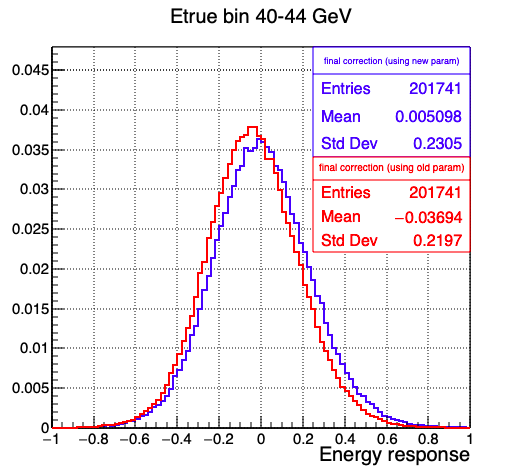 Etrue bin 40-44 GeV
final correction (using new param)
Entries 201741
Mean 0.005098
Std Dev 0.2305
final correction (using old param)
Entries 201741
Mean −0.03694
Std Dev 0.2197
0.045
0.04
0.035
0.03
0.025
0.02
0.015
0.01
0.005
0
−1 −0.8 −0.6 −0.4 −0.2 0 0.2 0.4 0.6 0.8 1
Energy response